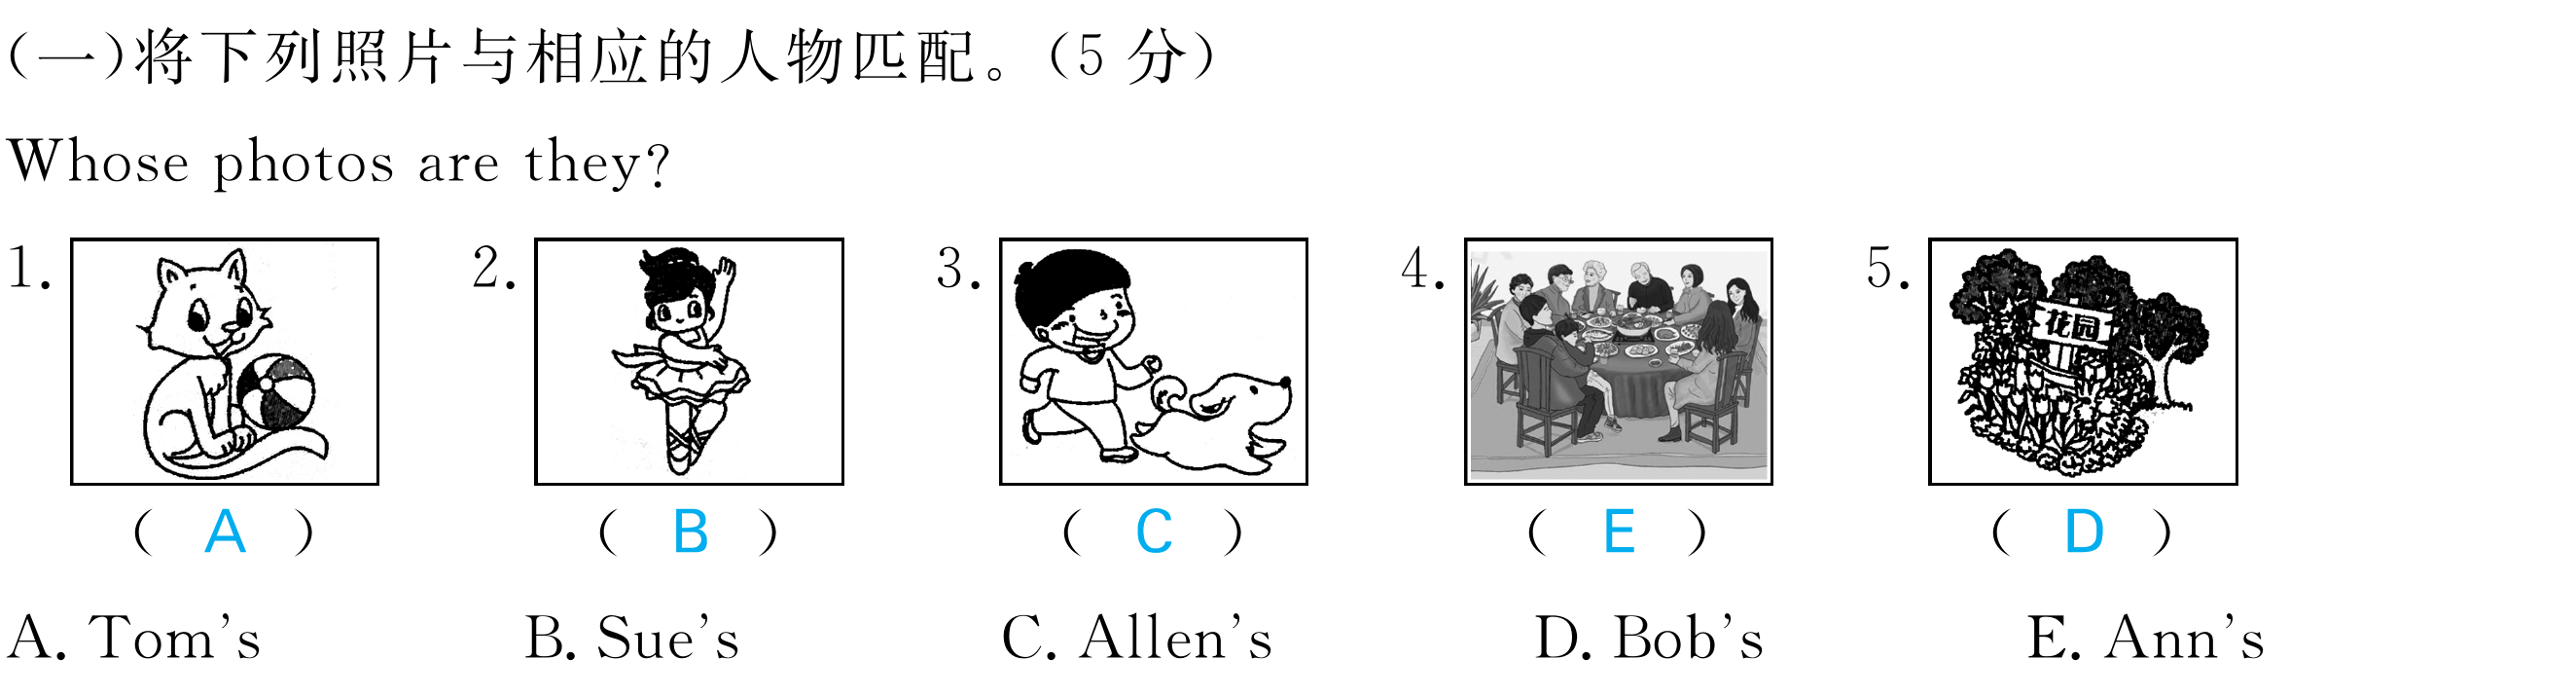 (一)将下列照片与相应的人物匹配。(5 分)
Whose photos are they?
1. 2. 3. 4. 5.
花园
( A ) ( B ) ( C ) ( E ) ( D )
A. Tom's B. Sue's C. Allen's D. Bob's E. Ann's